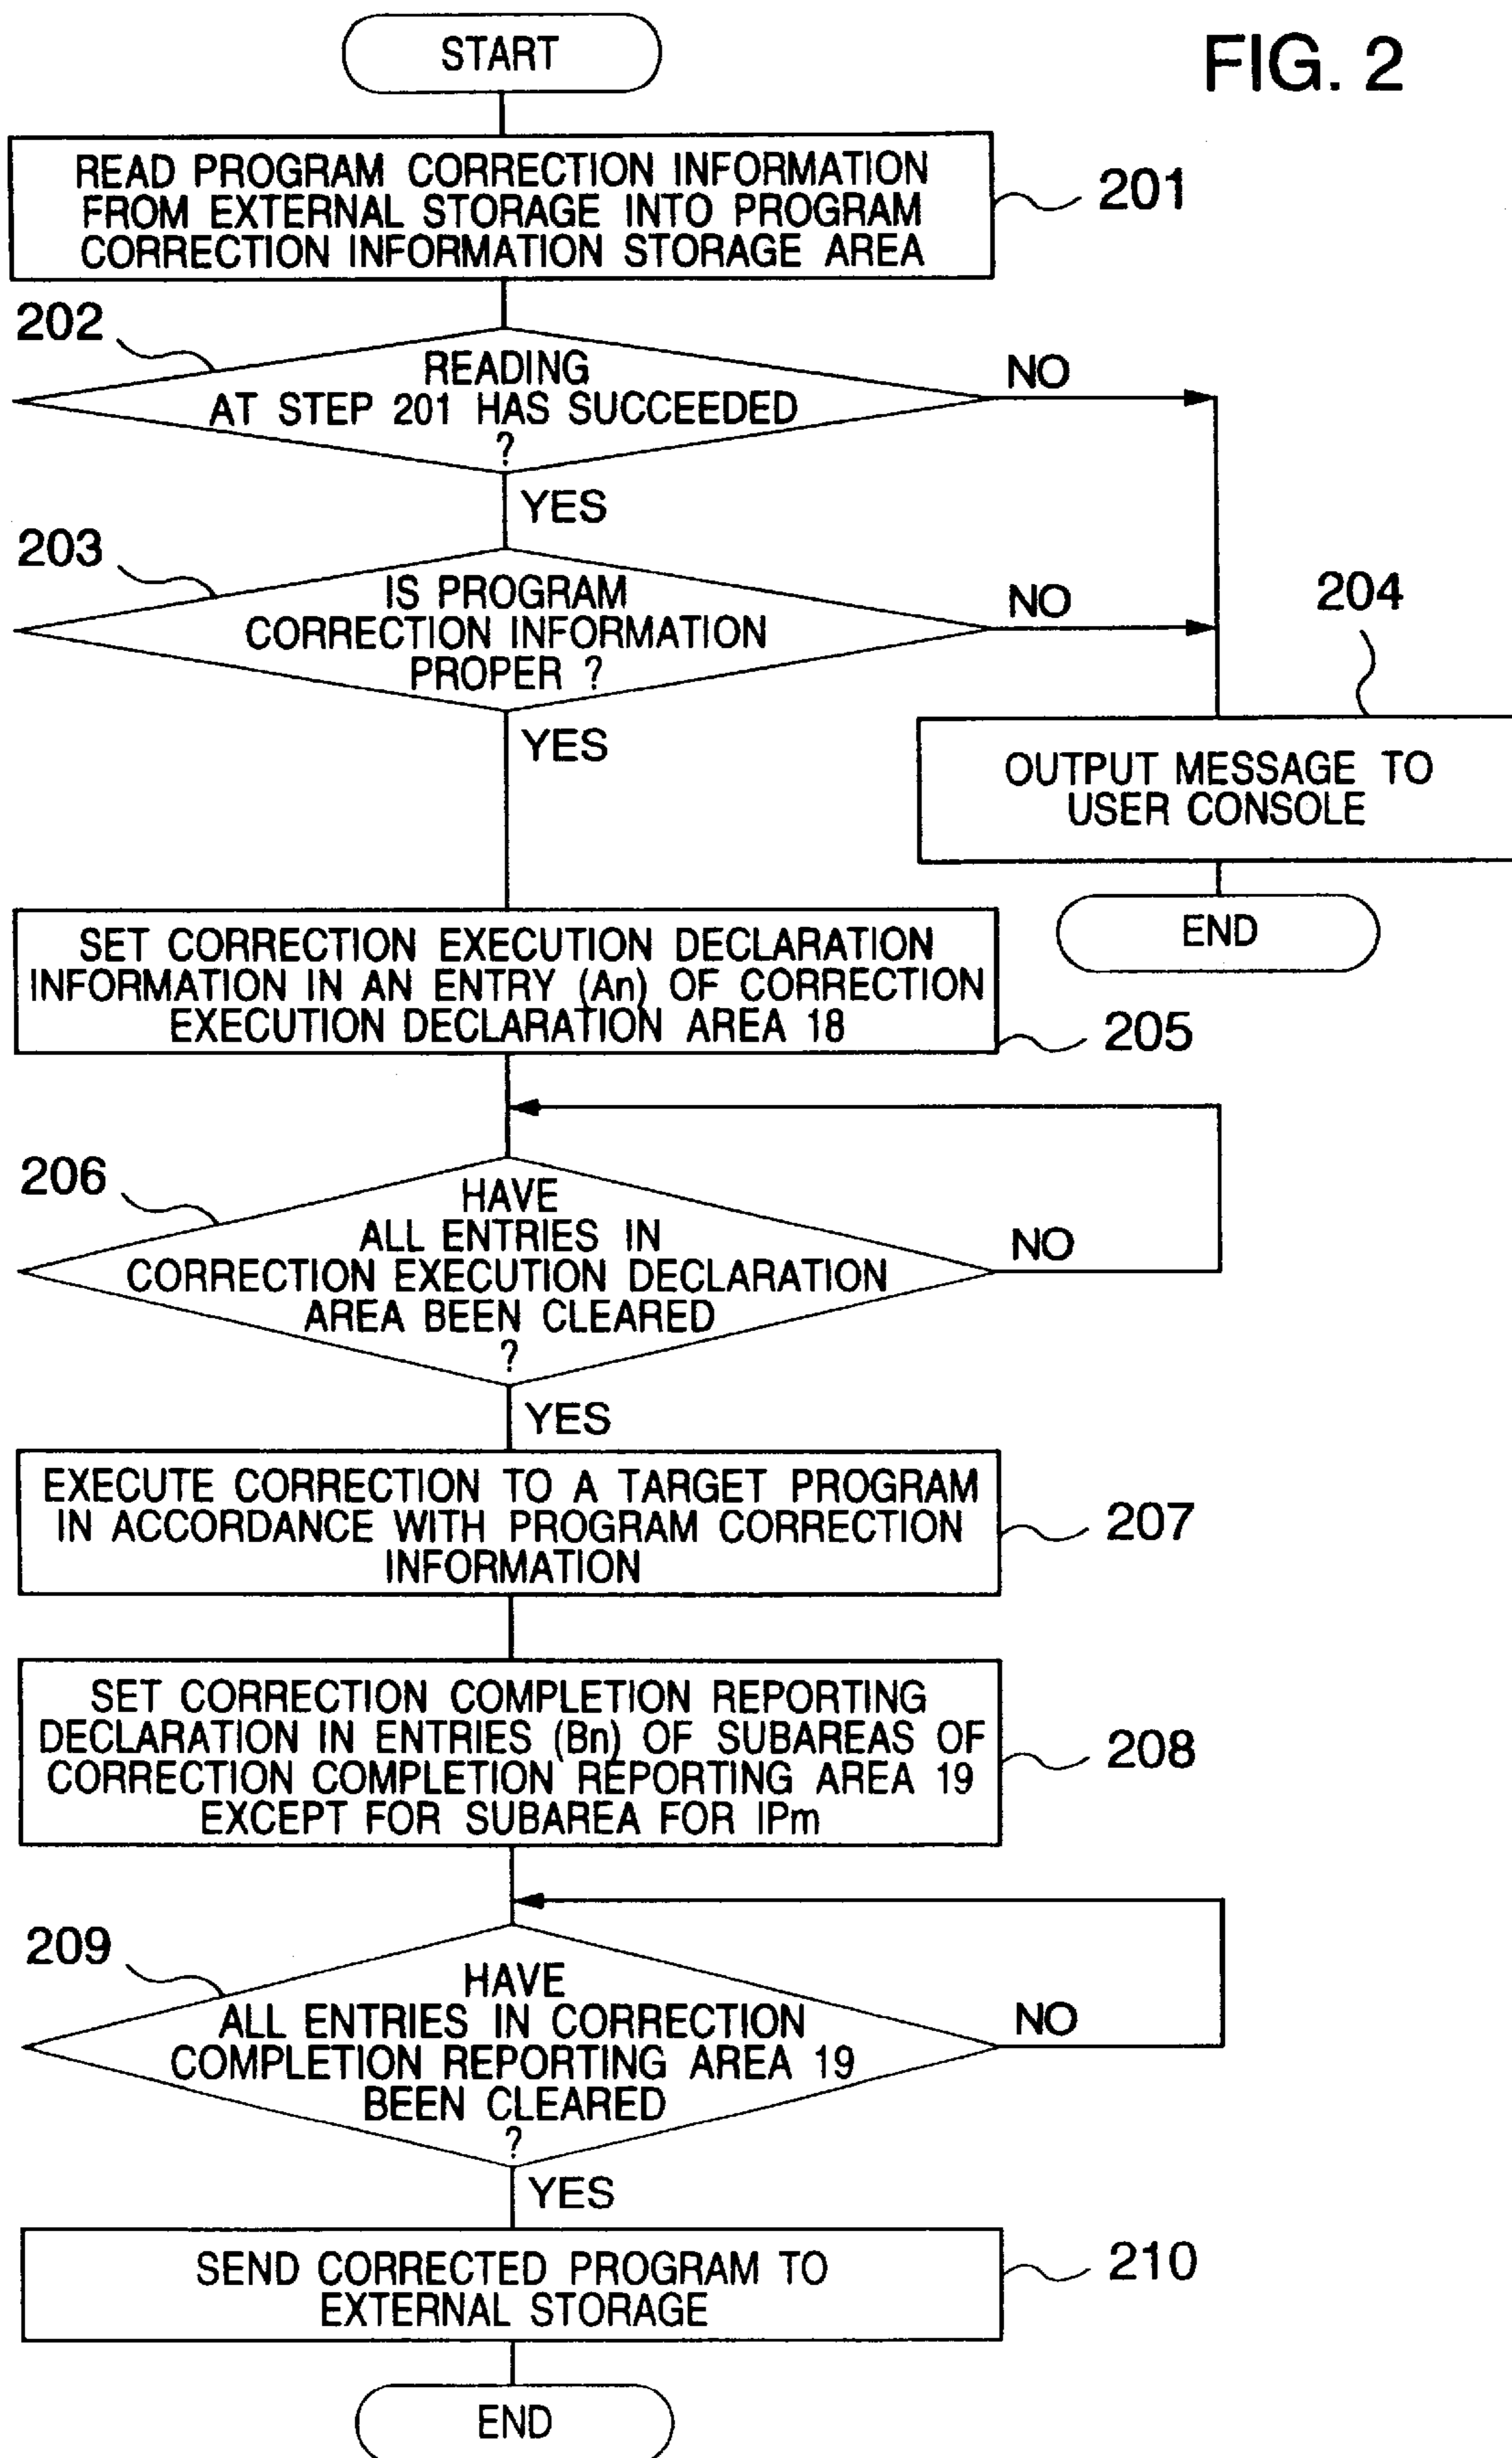 FIG. 2
START
READ PROGRAM CORRECTION INFORMATION
FROM EXTERNAL STORAGE INTO PROGRAM
CORRECTION INFORMATION STORAGE AREA
201
202
READING
AT STEP 201 HAS SUCCEEDED
?
NO
YES
203
IS PROGRAM
CORRECTION INFORMATION
PROPER ?
NO
YES
204
OUTPUT MESSAGE TO
USER CONSOLE
END
SET CORRECTION EXECUTION DECLARATION
INFORMATION IN AN ENTRY (An) OF CORRECTION
EXECUTION DECLARATION AREA 18
205
206
HAVE
ALL ENTRIES IN
CORRECTION EXECUTION DECLARATION
AREA BEEN CLEARED
?
NO
YES
EXECUTE CORRECTION TO A TARGET PROGRAM
IN ACCORDANCE WITH PROGRAM CORRECTION
INFORMATION
207
SET CORRECTION COMPLETION REPORTING
DECLARATION IN ENTRIES (Bn) OF SUBAREAS OF
CORRECTION COMPLETION REPORTING AREA 19
EXCEPT FOR SUBAREA FOR IPm
208
209
HAVE
ALL ENTRIES IN CORRECTION
COMPLETION REPORTING AREA 19
BEEN CLEARED
?
NO
YES
SEND CORRECTED PROGRAM TO
EXTERNAL STORAGE
210
END